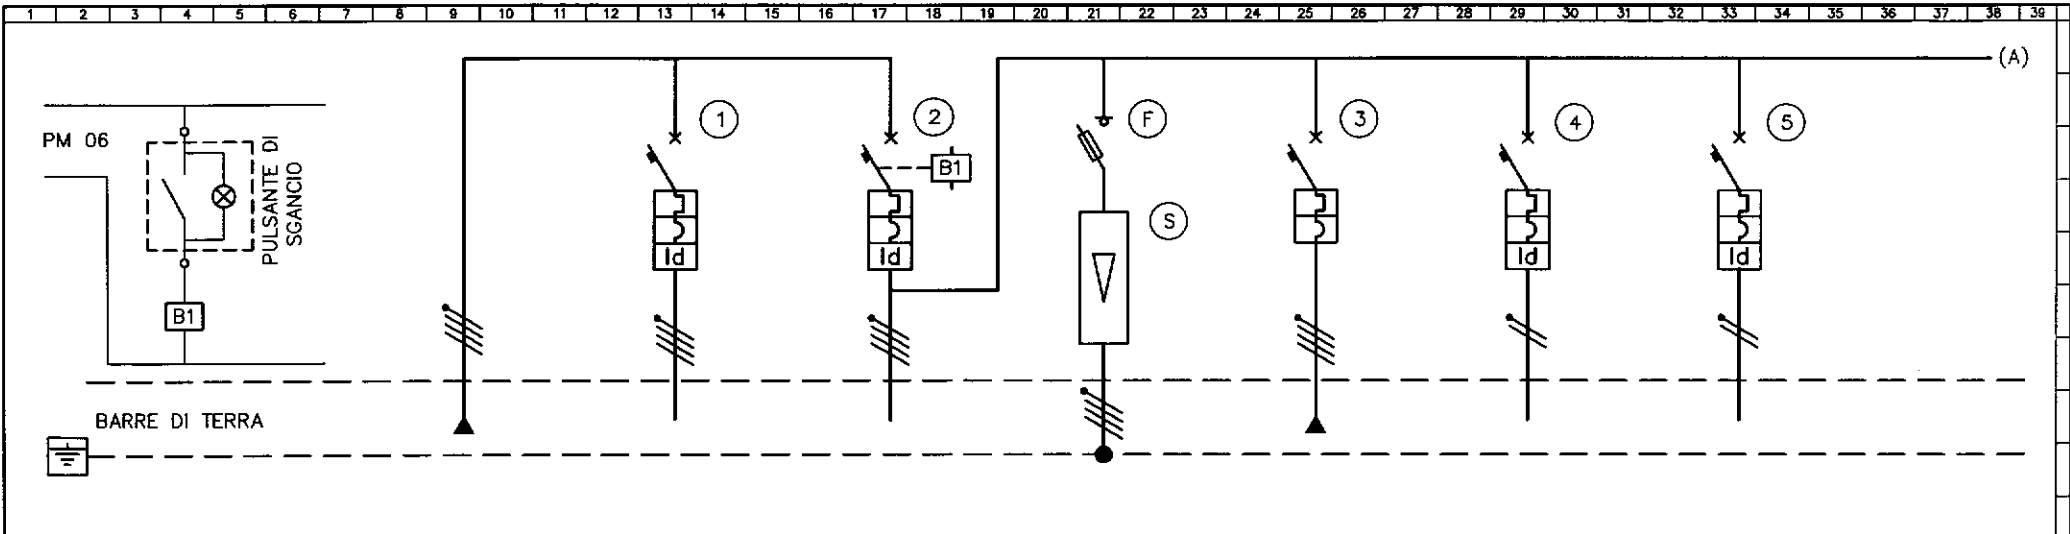 1 2 3 4 5 6 7 8 9 10 11 12 13 14 15 16 17 18 19 20 21 22 23 24 25 26 27 28 29 30 31 32 33 34 35 36 37 38 39
(A)
1 2 F 3 4 5
PM 06
PULSANTE DI
SGANCIO
B1
S
Id Id Id Id
B1
BARRE DI TERRA